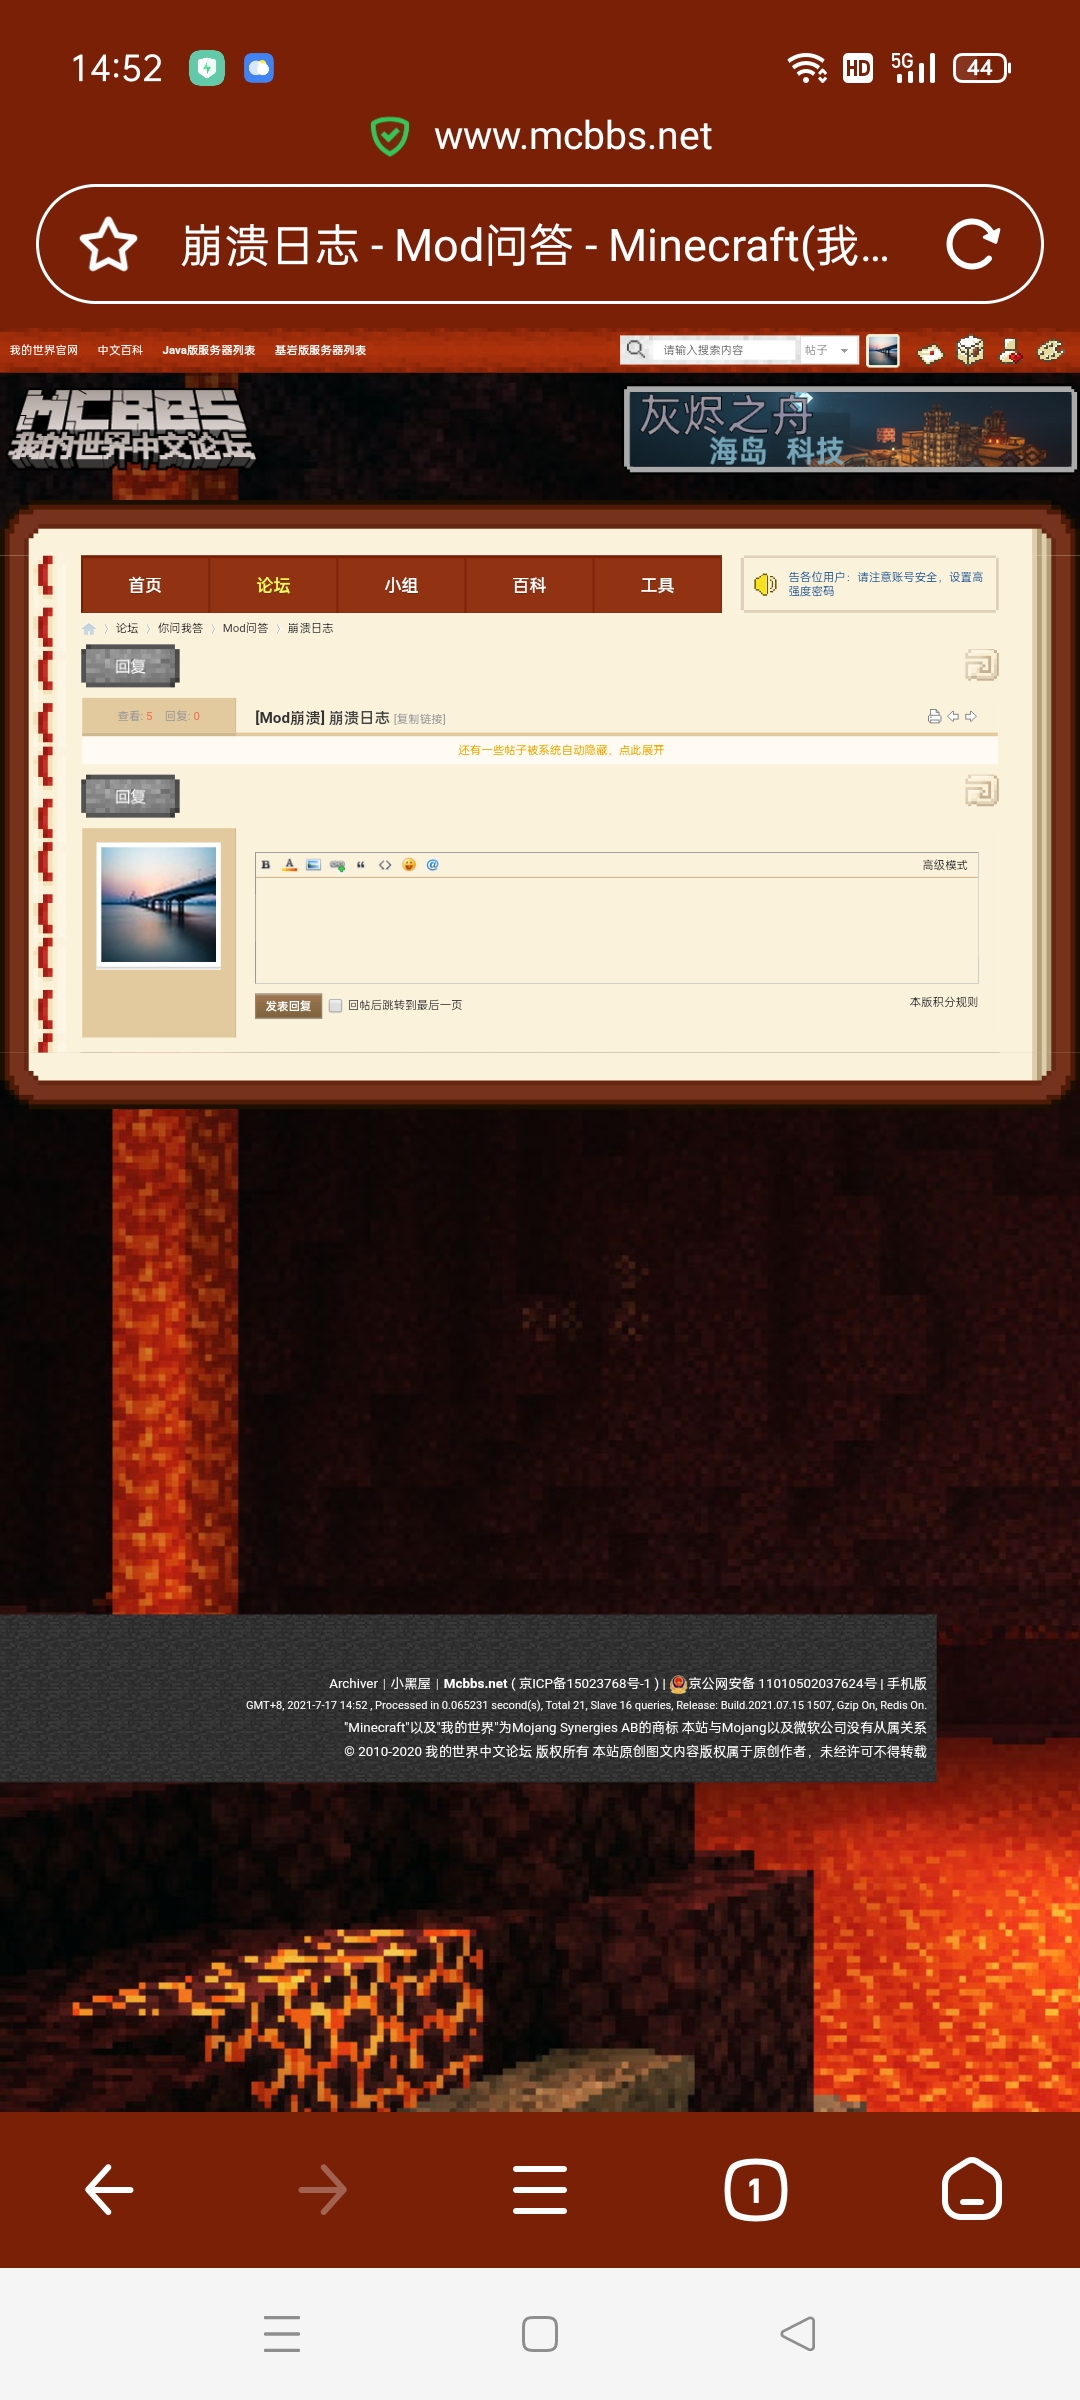 14:52
HD 5G 44
www.mcbbs.net
崩溃日志 - Mod问答 - Minecraft(我...
我的世界官网 中文百科 Java版服务器列表 基岩版服务器列表 请输入搜索内容 帖子
MCBBS
我的世界中文论坛
灰烬之舟
海岛 科技
首页 论坛 小组 百科 工具
告各位用户：请注意账号安全，设置高
强度密码
论坛 〉 你问我答 〉 Mod问答 〉 崩溃日志
回复
查看: 5 回复: 0
[Mod崩溃] 崩溃日志 [复制链接]
还有一些帖子被系统自动隐藏，点此展开
回复
B A “ <> @ 高级模式
发表回复 回帖后跳转到最后一页 本版积分规则
Archiver | 小黑屋 | Mcbbs.net ( 京ICP备15023768号-1 ) | 京公网安备 11010502037624号 | 手机版
GMT+8, 2021-7-17 14:52 , Processed in 0.065231 second(s), Total 21, Slave 16 queries, Release: Build.2021.07.15 1507, Gzip On, Redis On.
"Minecraft"以及"我的世界"为Mojang Synergies AB的商标 本站与Mojang以及微软公司没有从属关系
© 2010-2020 我的世界中文论坛 版权所有 本站原创图文内容版权属于原创作者，未经许可不得转载
1